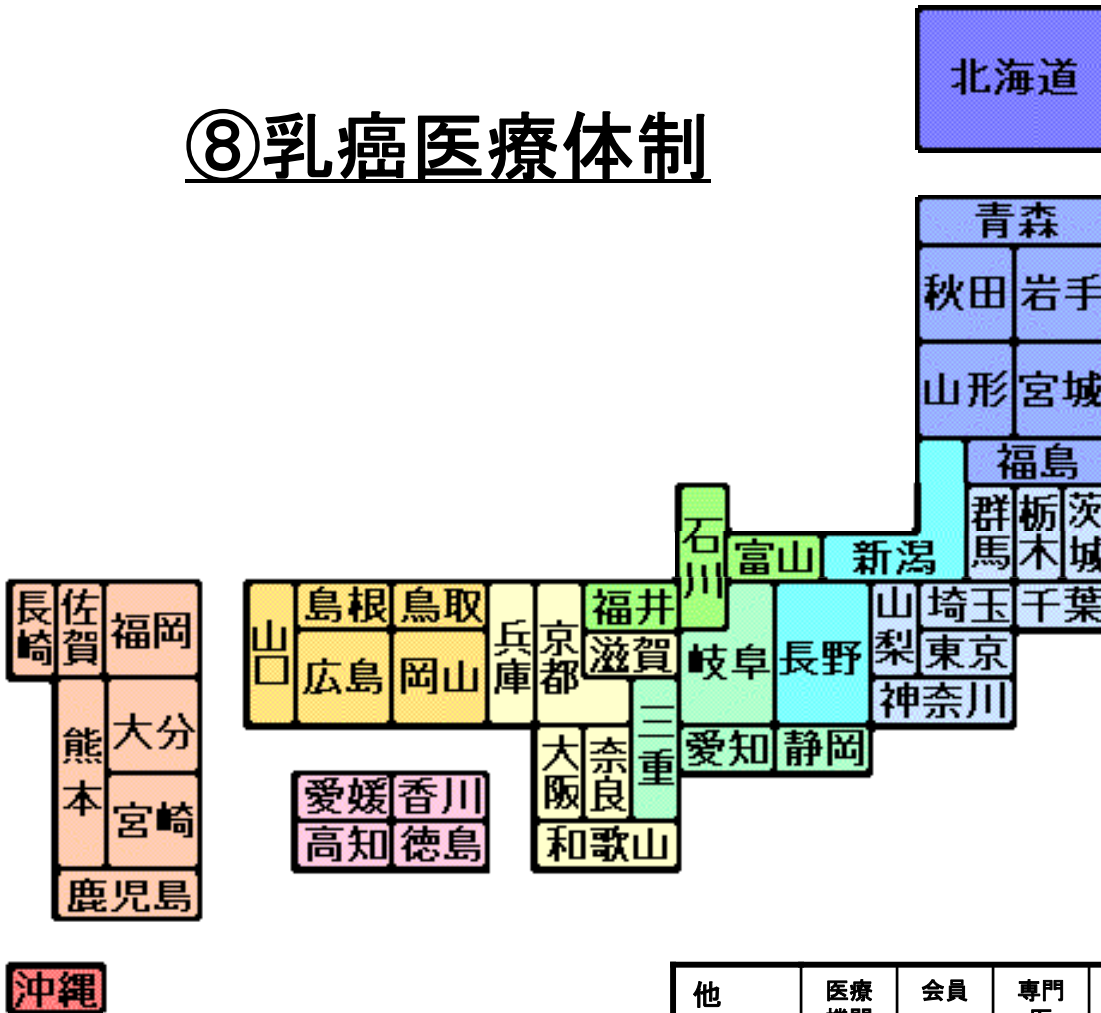 北海道
⑧乳癌医療体制
青森
秋田
岩手
山形
宮城
福島
群馬
栃木
茨城
石川
富山
新潟
長崎
佐賀
福岡
山口
島根
鳥取
兵庫
京都
福井
滋賀
岐阜
長野
山梨
埼玉
千葉
東京
広島
岡山
神奈川
熊本
大分
三重
愛知
静岡
大阪
奈良
宮崎
愛媛
香川
高知
徳島
和歌山
鹿児島
沖縄
他
医療
会員
専門